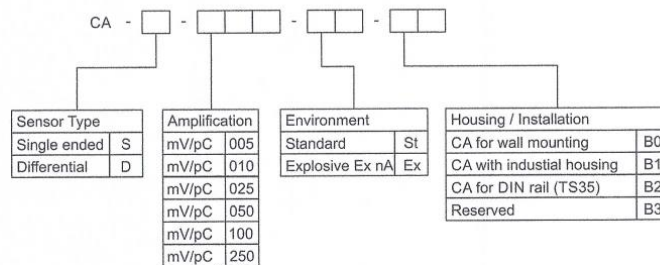 CA - - - -
Sensor Type
Single ended S
Differential D
Amplification
mV/pC 005
mV/pC 010
mV/pC 025
mV/pC 050
mV/pC 100
mV/pC 250
Environment
Standard St
Explosive Ex nA Ex
Housing / Installation
CA for wall mounting B0
CA with industial housing B1
CA for DIN rail (TS35) B2
Reserved B3